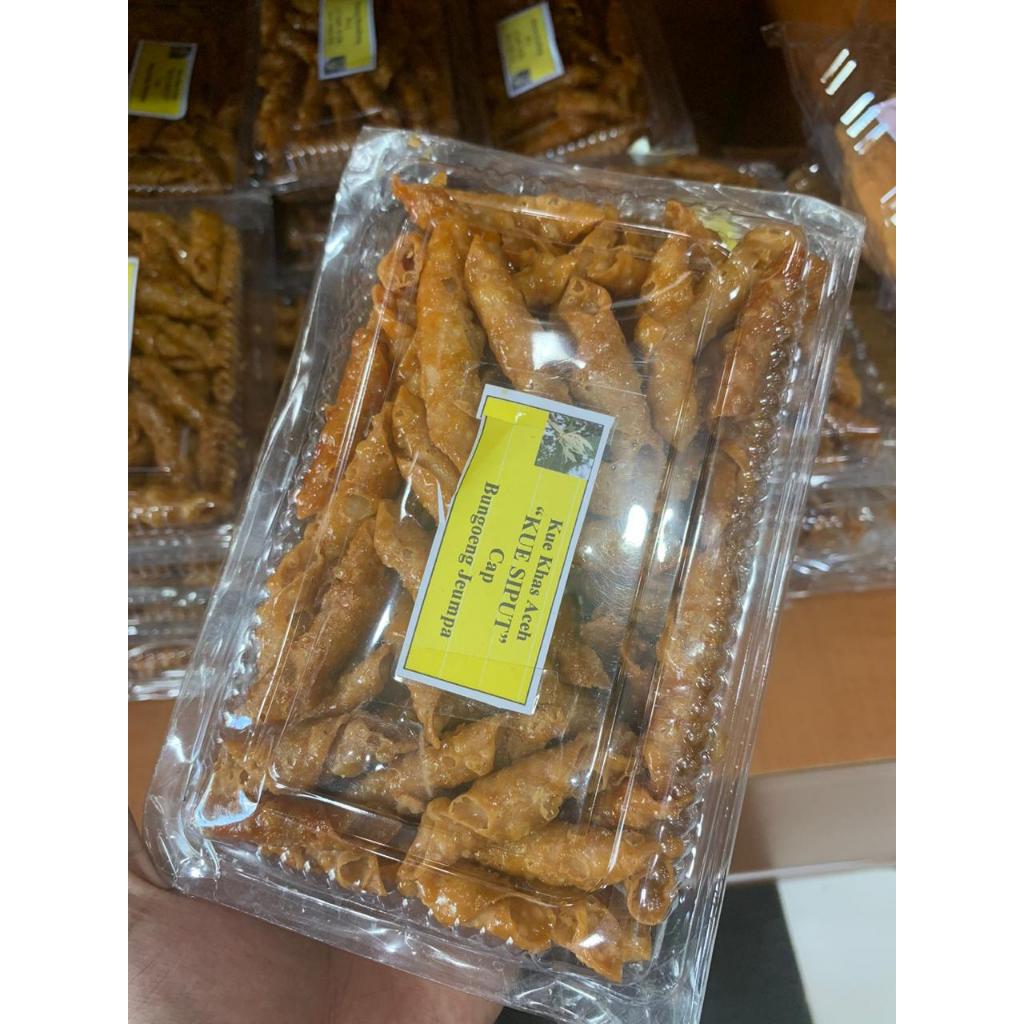 Kue Khas Aceh
"KUE SIPUT"
Cap
Bungoeng Jeumpa